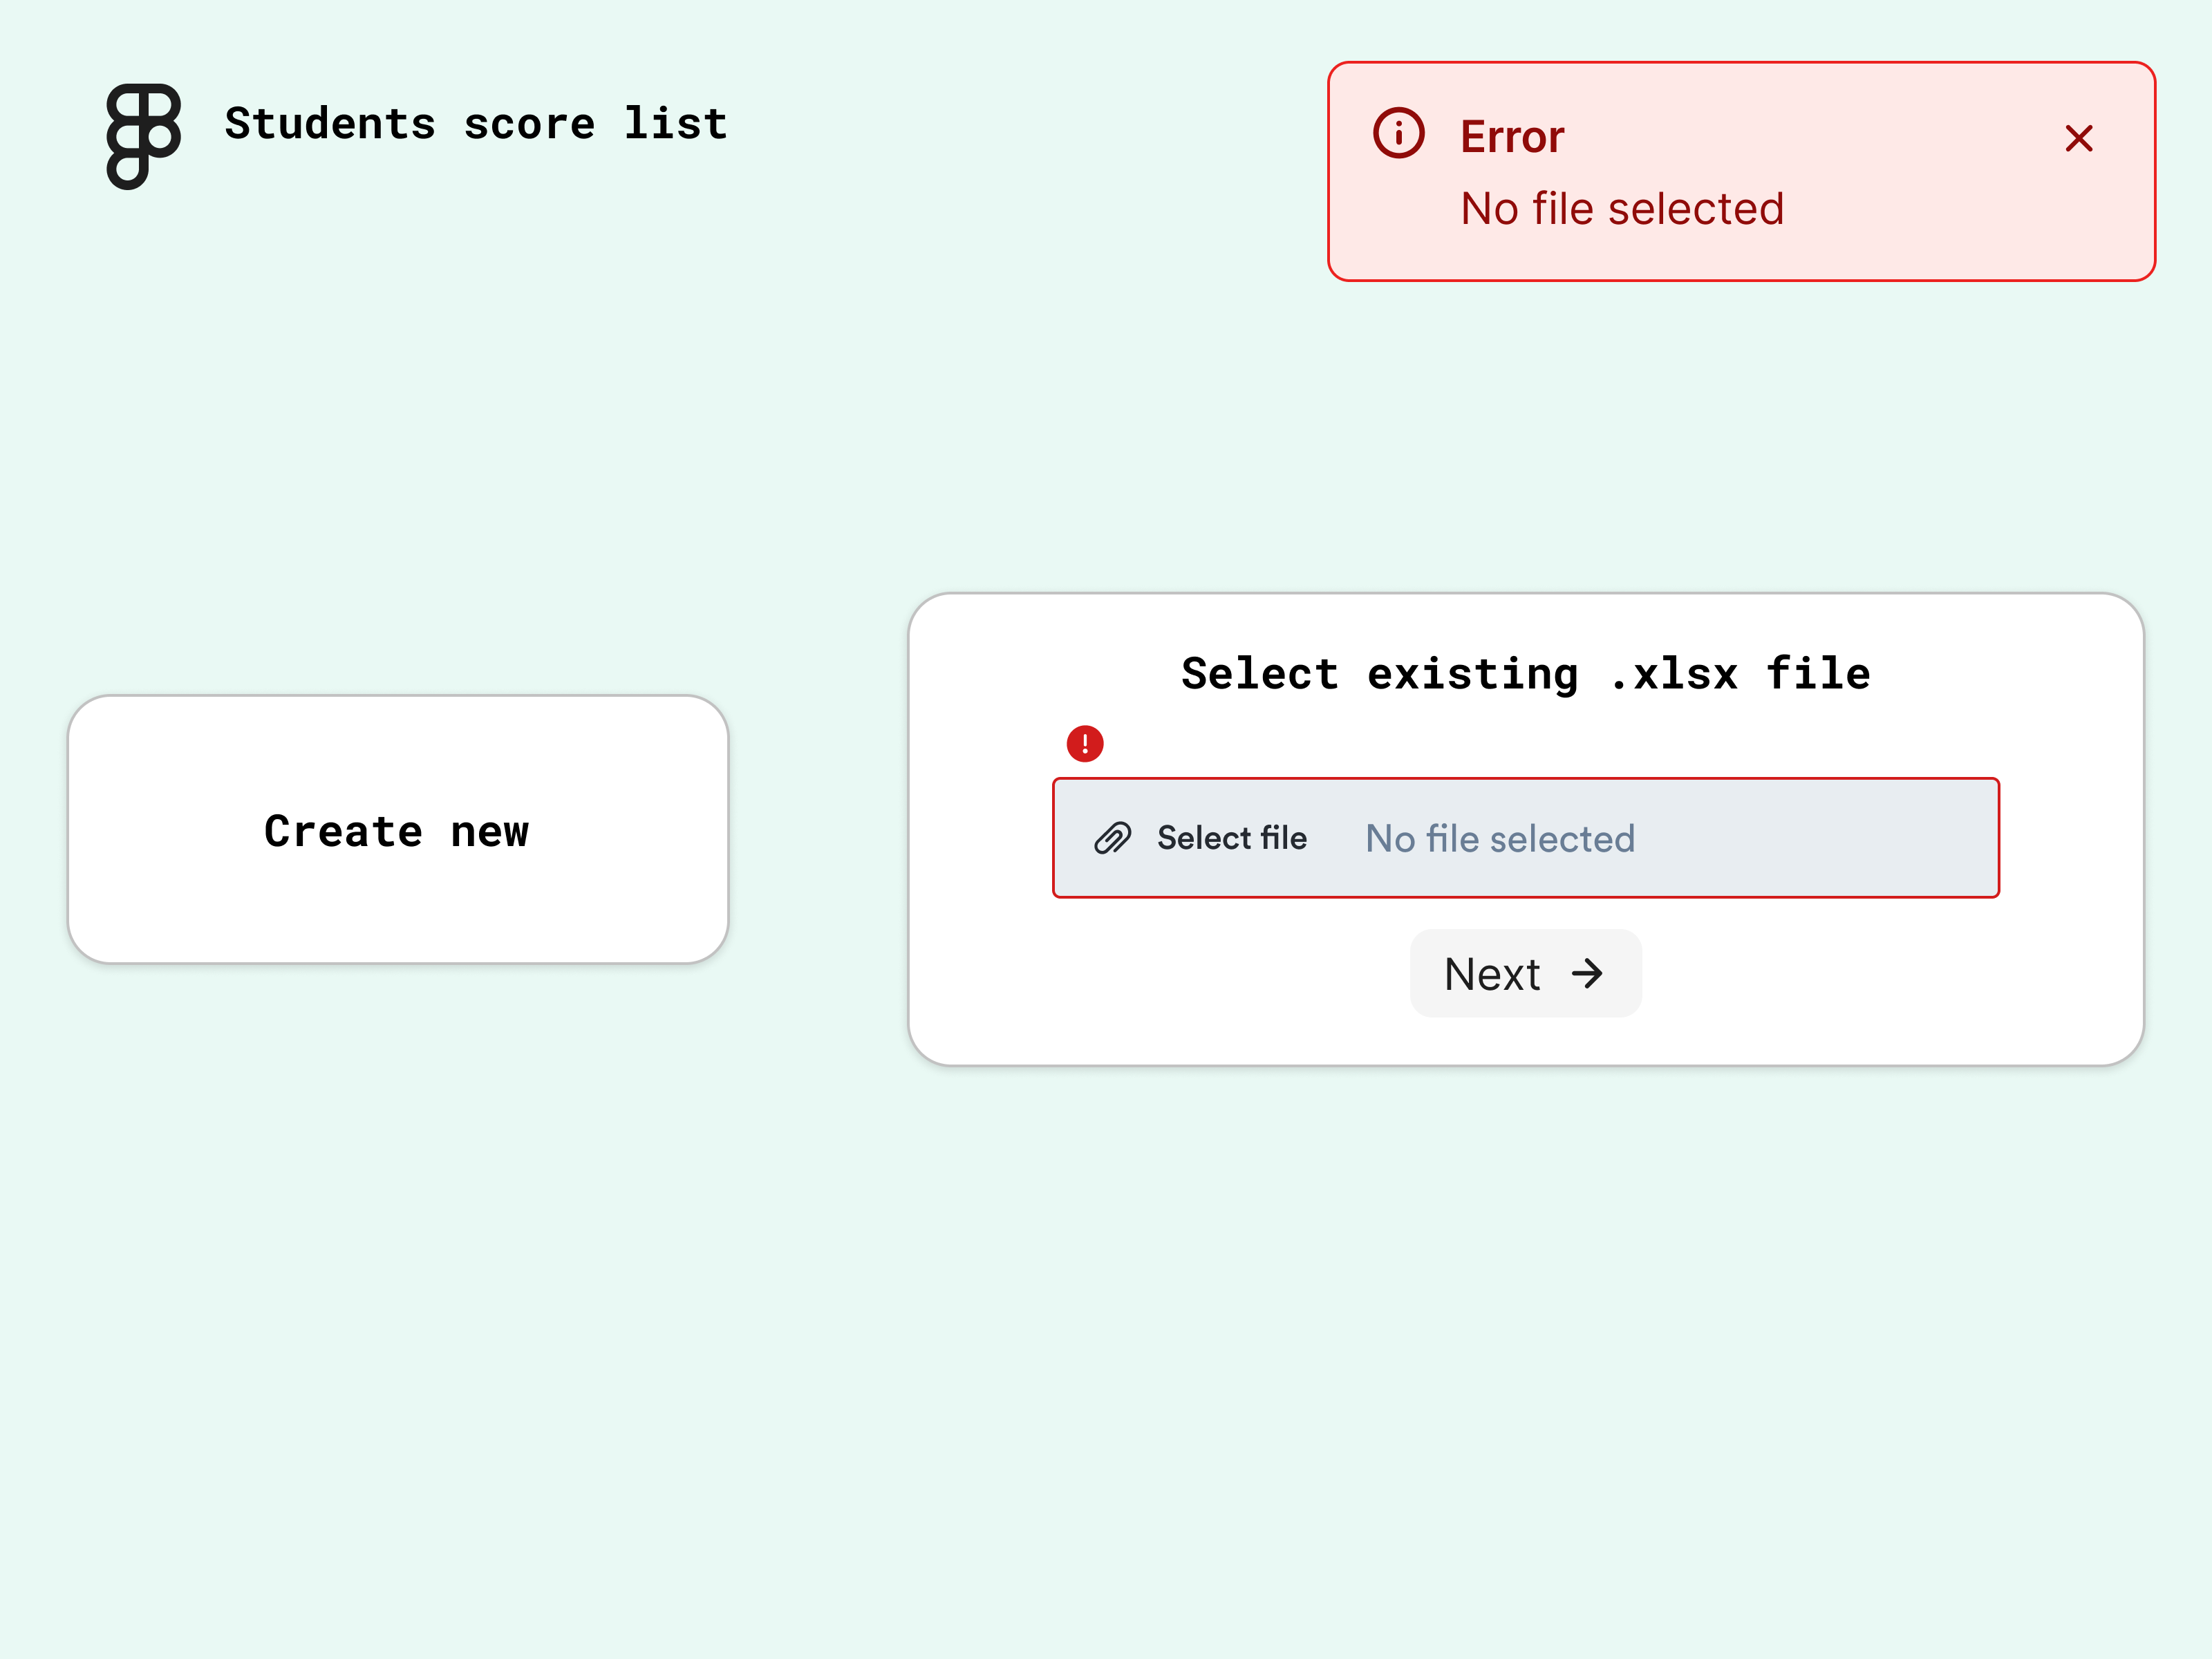 Students score list
Error
No file selected
Select existing .xlsx file
Create new
Select file No file selected
Next